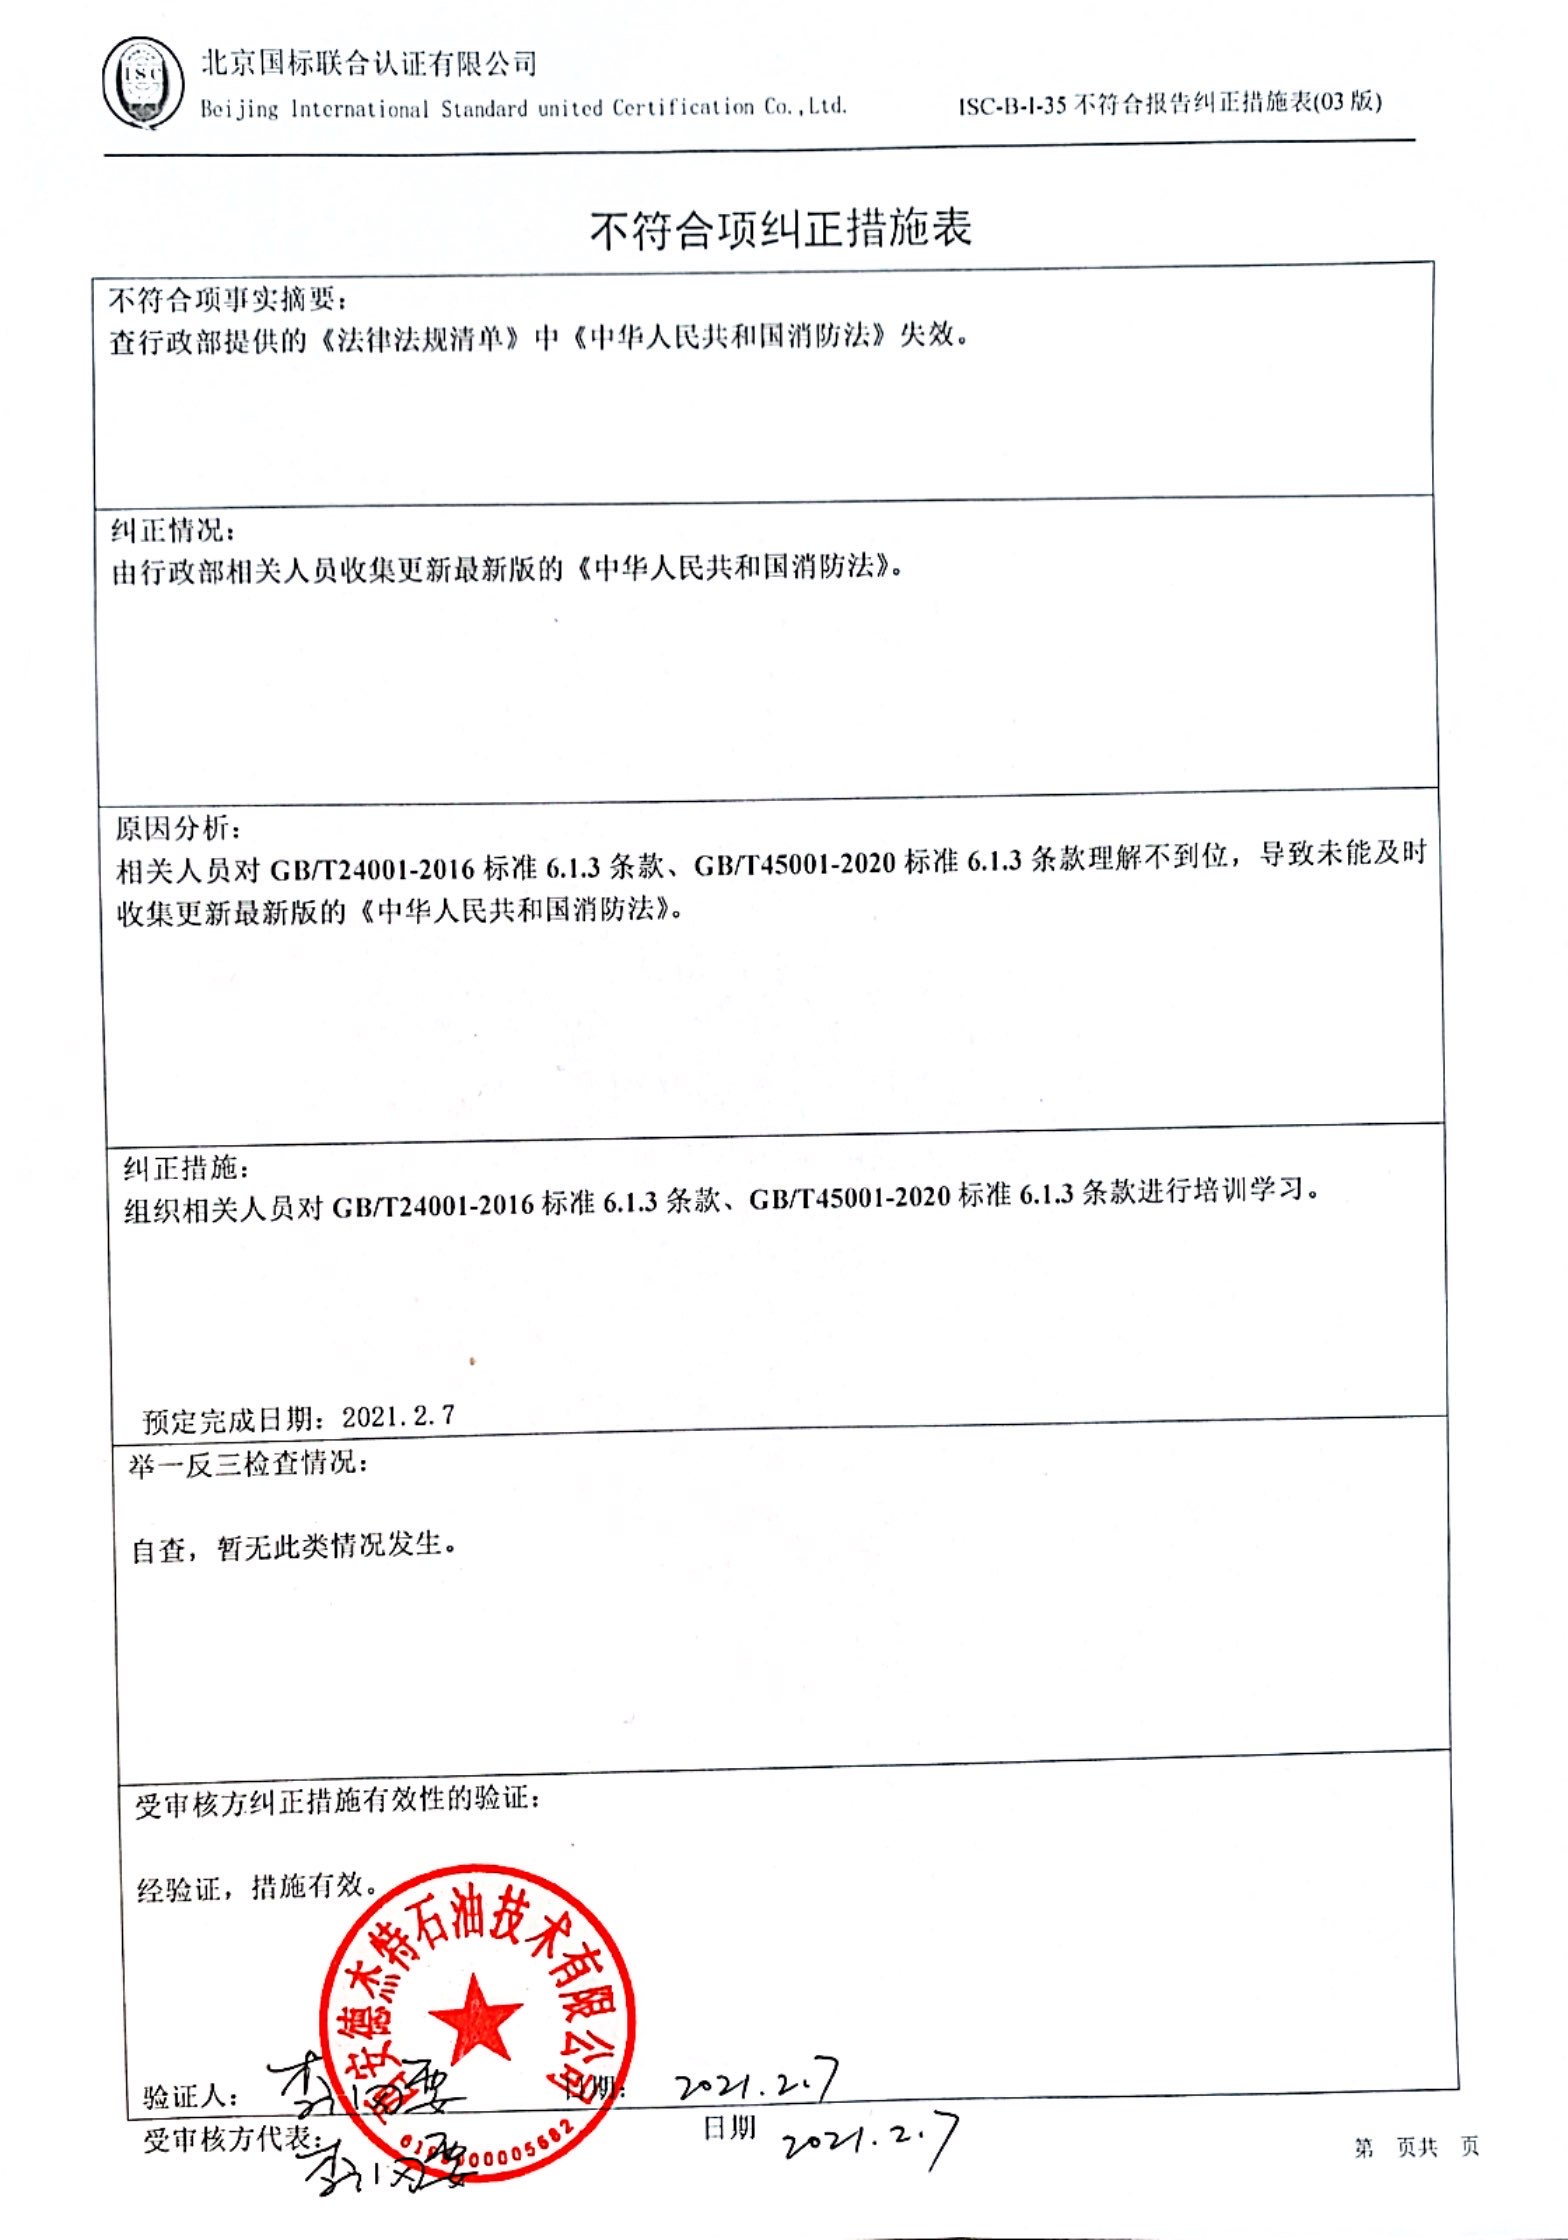 ISC
北京国标联合认证有限公司
Beijing International Standard united Certification Co.,Ltd.
ISC-B-I-35 不符合报告纠正措施表(03 版)
不符合项纠正措施表
不符合项事实摘要：
查行政部提供的《法律法规清单》中《中华人民共和国消防法》失效。
纠正情况：
由行政部相关人员收集更新最新版的《中华人民共和国消防法》。
原因分析：
相关人员对 GB/T24001-2016 标准 6.1.3 条款、GB/T45001-2020 标准 6.1.3 条款理解不到位，导致未能及时
收集更新最新版的《中华人民共和国消防法》。
纠正措施：
组织相关人员对 GB/T24001-2016 标准 6.1.3 条款、GB/T45001-2020 标准 6.1.3 条款进行培训学习。
预定完成日期：2021.2.7
举一反三检查情况：
自查，暂无此类情况发生。
受审核方纠正措施有效性的验证：
经验证，措施有效。
西安德杰特石油技术有限公司
验证人：
日期：
2021.2.7
受审核方代表：
日期
2021.2.7
第 页共 页